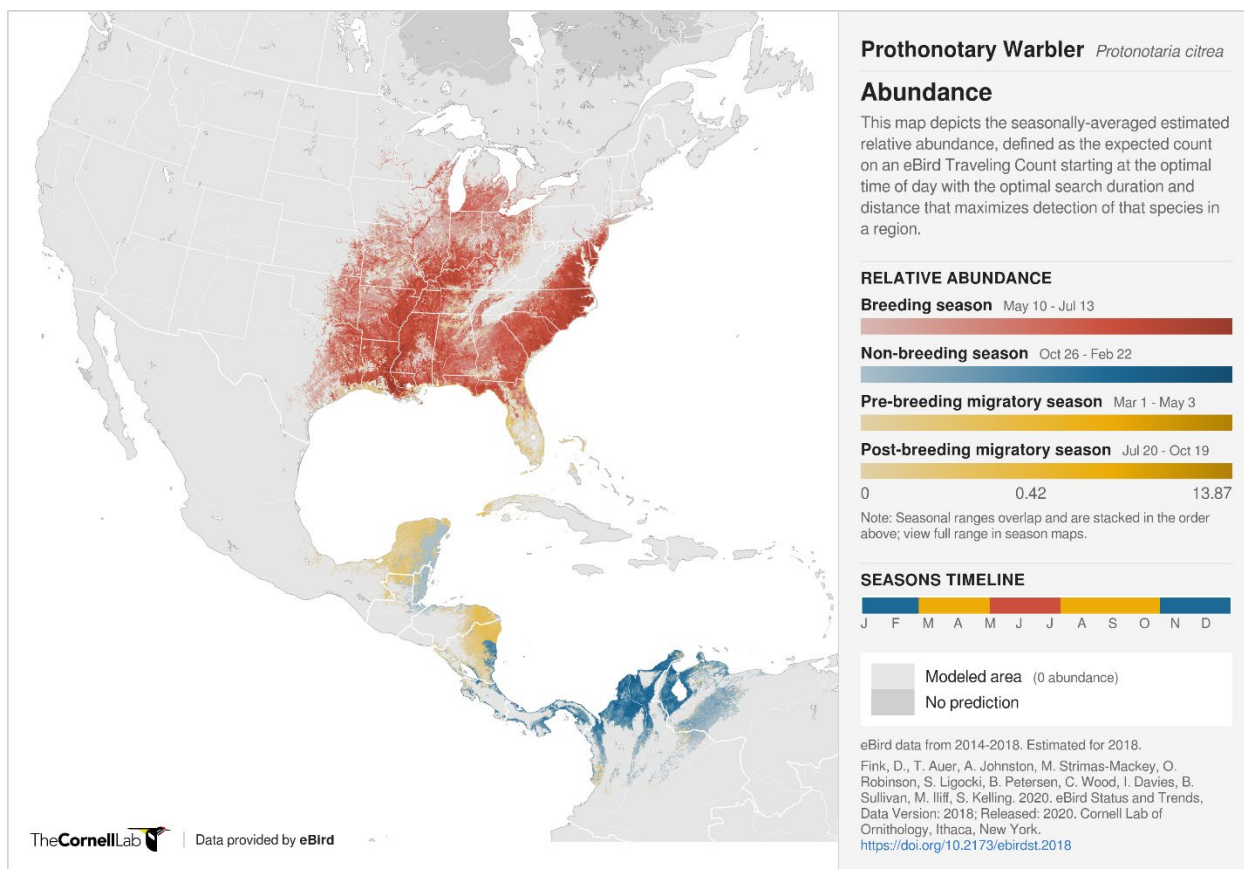 Prothonotary Warbler Protonotaria citrea
Abundance
This map depicts the seasonally-averaged estimated
relative abundance, defined as the expected count
on an eBird Traveling Count starting at the optimal
time of day with the optimal search duration and
distance that maximizes detection of that species in
a region.
RELATIVE ABUNDANCE
Breeding season May 10 - Jul 13
Non-breeding season Oct 26 - Feb 22
Pre-breeding migratory season Mar 1 - May 3
Post-breeding migratory season Jul 20 - Oct 19
0 0.42 13.87
Note: Seasonal ranges overlap and are stacked in the order
above; view full range in season maps.
SEASONS TIMELINE
J F M A M J J A S O N D
Modeled area (0 abundance)
No prediction
eBird data from 2014-2018. Estimated for 2018.
Fink, D., T. Auer, A. Johnston, M. Strimas-Mackey, O.
Robinson, S. Ligocki, B. Petersen, C. Wood, I. Davies, B.
Sullivan, M. Iliff, S. Kelling. 2020. eBird Status and Trends,
Data Version: 2018; Released: 2020. Cornell Lab of
Ornithology, Ithaca, New York.
https://doi.org/10.2173/ebirdst.2018
TheCornellLab Data provided by eBird